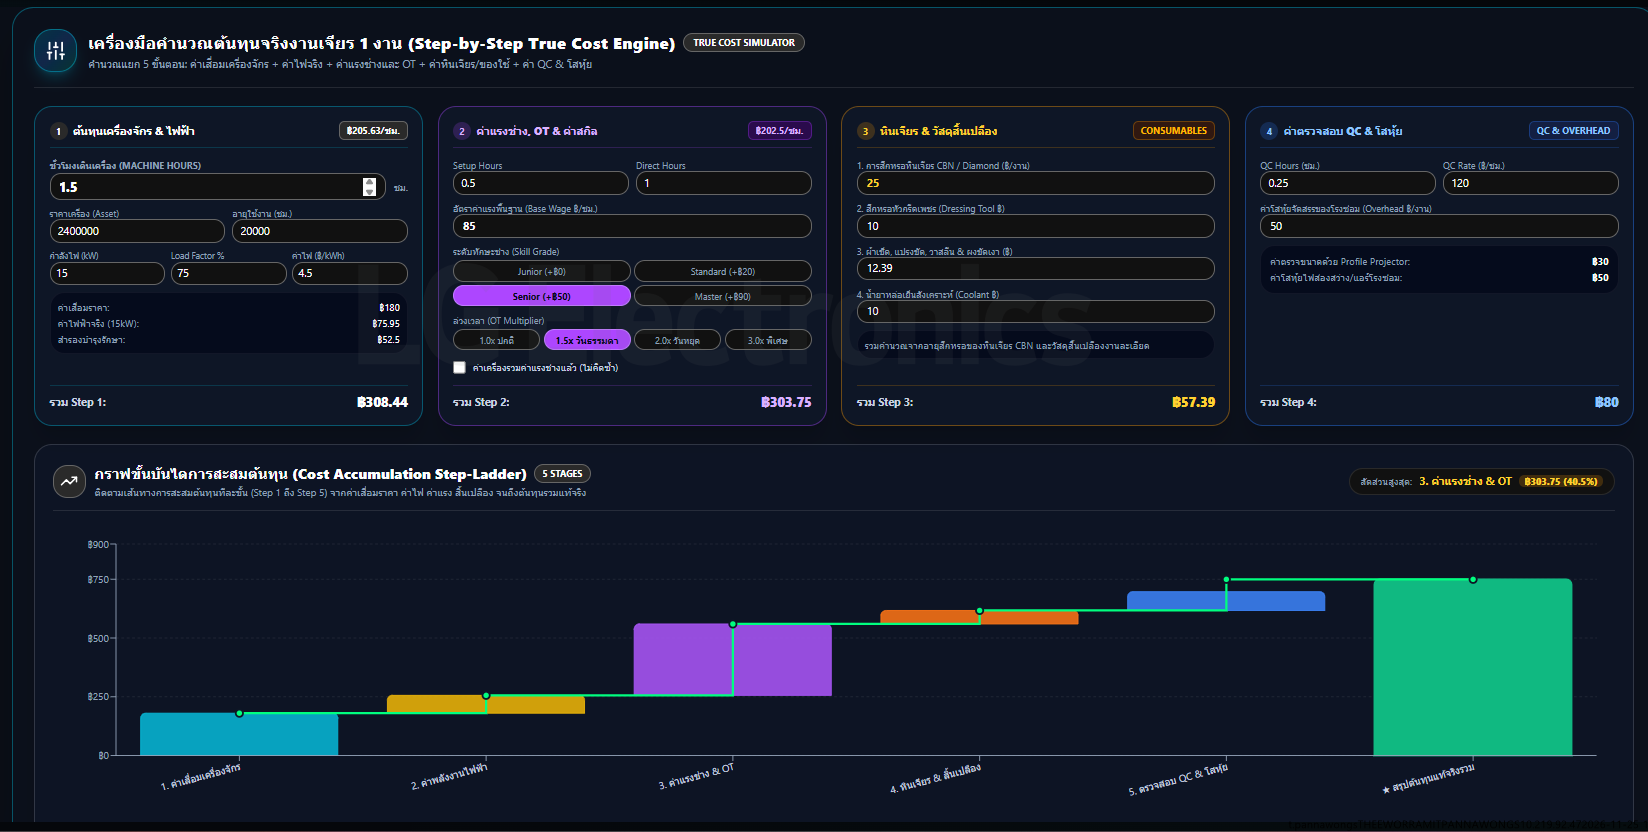 เครื่องมือคำนวณต้นทุนจริงงานเจียร 1 งาน (Step-by-Step True Cost Engine) TRUE COST SIMULATOR
คำนวณแยก 5 ขั้นตอน: ค่าเสื่อมเครื่องจักร + ค่าไฟจริง + ค่าแรงช่างและ OT + ค่าหินเจียร/ของใช้ + ค่า QC & โสหุ้ย
1 ต้นทุนเครื่องจักร & ไฟฟ้า ฿205.63/ชม.
ชั่วโมงเดินเครื่อง (MACHINE HOURS)
1.5 ชม.
ราคาเครื่อง (Asset) อายุใช้งาน (ชม.)
2400000 20000
กำลังไฟ (kW) Load Factor % ค่าไฟ (฿/kWh)
15 75 4.5
ค่าเสื่อมราคา: ฿180
ค่าไฟฟ้าจริง (15kW): ฿75.95
สำรองบำรุงรักษา: ฿52.5
รวม Step 1: ฿308.44
2 ค่าแรงช่าง, OT & ค่าสกิล ฿202.5/ชม.
Setup Hours Direct Hours
0.5 1
อัตราค่าแรงพื้นฐาน (Base Wage ฿/ชม.)
85
ระดับทักษะช่าง (Skill Grade)
Junior (+฿0) Standard (+฿20)
Senior (+฿50) Master (+฿90)
ล่วงเวลา (OT Multiplier)
1.0x ปกติ 1.5x วันธรรมดา 2.0x วันหยุด 3.0x พิเศษ
ค่าเครื่องรวมค่าแรงช่างแล้ว (ไม่คิดซ้ำ)
รวม Step 2: ฿303.75
3 หินเจียร & วัสดุสิ้นเปลือง CONSUMABLES
1. การสึกหรอหินเจียร CBN / Diamond (฿/งาน)
25
2. สึกหรอหัวกรีดเพชร (Dressing Tool ฿)
10
3. ผ้าเช็ด, แปรงขัด, วาสลีน & ผงขัดเงา (฿)
12.39
4. น้ำยาหล่อเย็นสังเคราะห์ (Coolant ฿)
10
รวมคำนวณจากอายุสึกหรอของหินเจียร CBN และวัสดุสิ้นเปลืองงานละเอียด
รวม Step 3: ฿57.39
4 ค่าตรวจสอบ QC & โสหุ้ย QC & OVERHEAD
QC Hours (ชม.) QC Rate (฿/ชม.)
0.25 120
ค่าโสหุ้ยจัดสรรของโรงซ่อม (Overhead ฿/งาน)
50
ค่าตรวจขนาดด้วย Profile Projector: ฿30
ค่าโสหุ้ยไฟส่องสว่าง/แอร์โรงซ่อม: ฿50
รวม Step 4: ฿80
LG Electronics
กราฟขั้นบันไดการสะสมต้นทุน (Cost Accumulation Step-Ladder) 5 STAGES
ติดตามเส้นทางการสะสมต้นทุนทีละขั้น (Step 1 ถึง Step 5) จากค่าเสื่อมราคา ค่าไฟ ค่าแรง สิ้นเปลือง จนถึงต้นทุนรวมแท้จริง
สัดส่วนสูงสุด: 3. ค่าแรงช่าง & OT ฿303.75 (40.5%)
฿900
฿750
฿500
฿250
฿0
1. ค่าเสื่อมเครื่องจักร
2. ค่าพลังงานไฟฟ้า
3. ค่าแรงช่าง & OT
4. หินเจียร & สิ้นเปลือง
5. ตรวจสอบ QC & โสหุ้ย
★ สรุปต้นทุนแท้จริงรวม